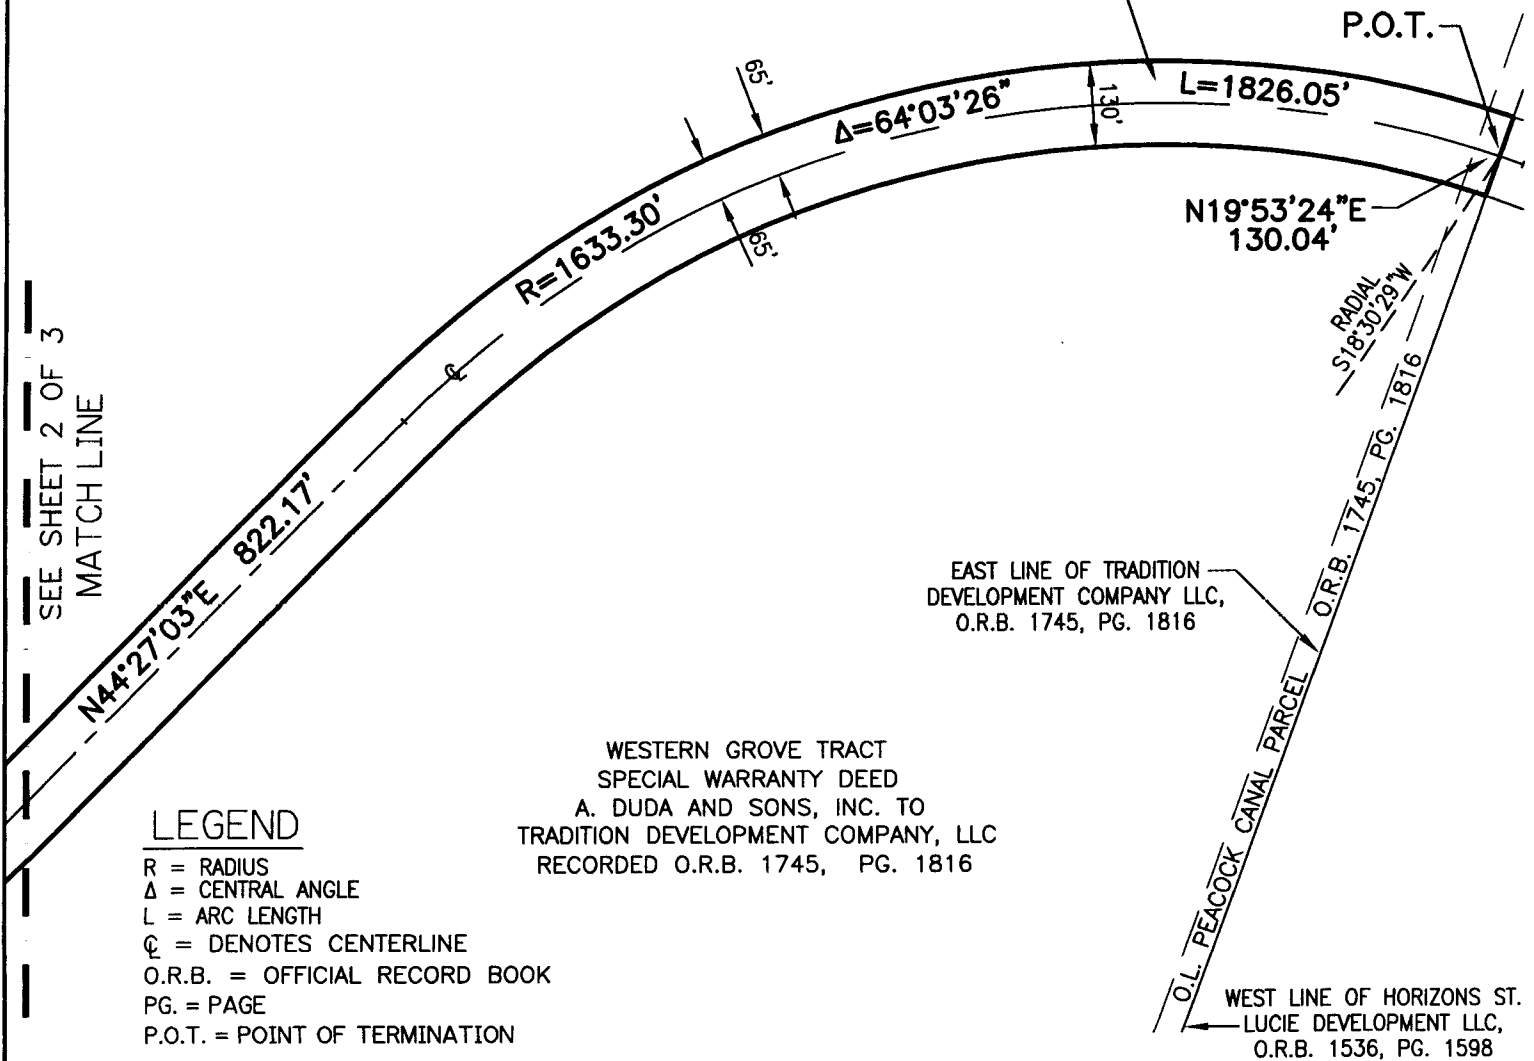 P.O.T.
65'
Δ=64°03'26"
130'
L=1826.05'
R=1633.30'
65'
N19°53'24"E
130.04'
RADIAL
S18°30'29"W
SEE SHEET 2 OF 3
MATCH LINE
℄
N44°27'03"E 822.17'
O.L. PEACOCK CANAL PARCEL O.R.B. 1745, PG. 1816
EAST LINE OF TRADITION
DEVELOPMENT COMPANY LLC,
O.R.B. 1745, PG. 1816
WESTERN GROVE TRACT
SPECIAL WARRANTY DEED
A. DUDA AND SONS, INC. TO
TRADITION DEVELOPMENT COMPANY, LLC
RECORDED O.R.B. 1745, PG. 1816
LEGEND
R = RADIUS
Δ = CENTRAL ANGLE
L = ARC LENGTH
℄ = DENOTES CENTERLINE
O.R.B. = OFFICIAL RECORD BOOK
PG. = PAGE
P.O.T. = POINT OF TERMINATION
WEST LINE OF HORIZONS ST.
LUCIE DEVELOPMENT LLC,
O.R.B. 1536, PG. 1598